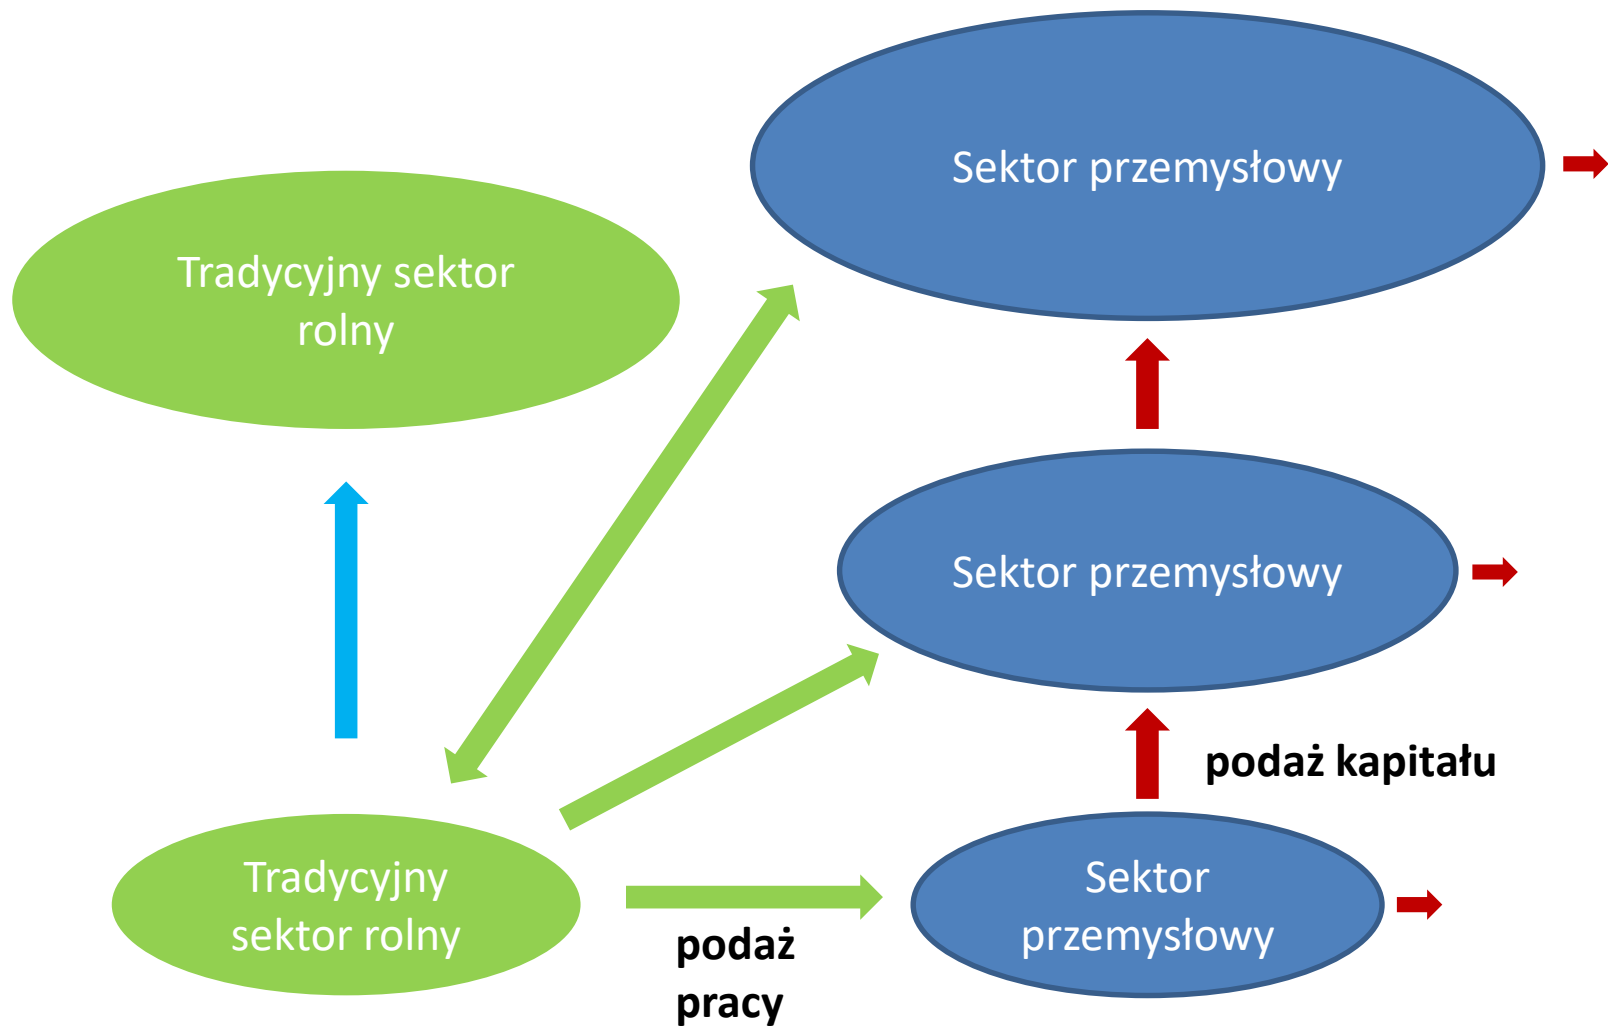 Sektor przemysłowy
Tradycyjny sektor
rolny
Sektor przemysłowy
podaż kapitału
Tradycyjny
sektor rolny
podaż
pracy
Sektor
przemysłowy